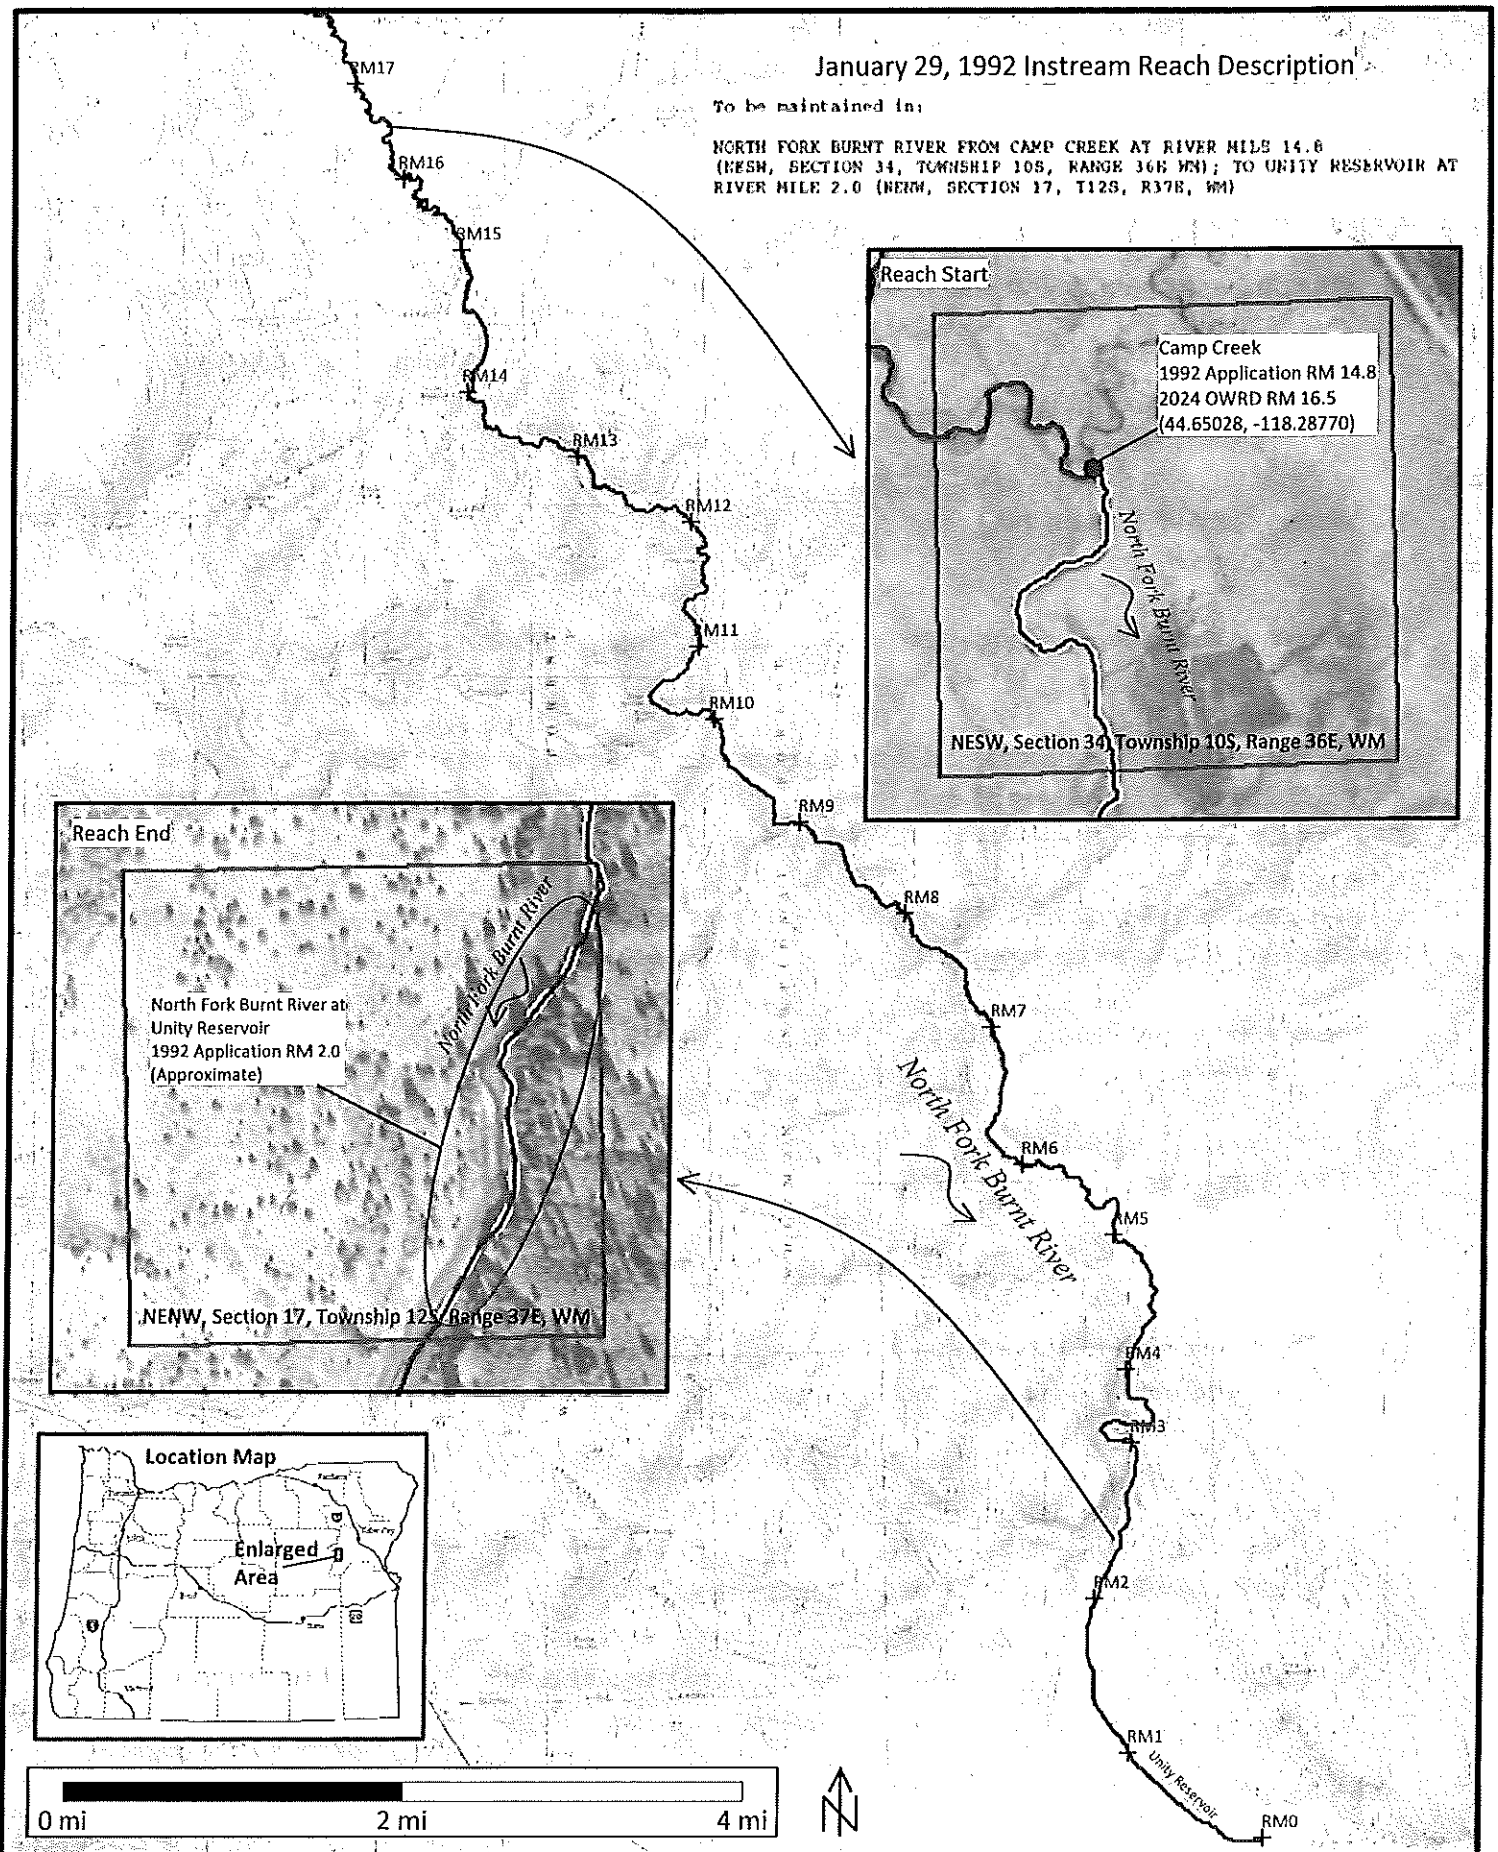 January 29, 1992 Instream Reach Description
To be maintained in:
NORTH FORK BURNT RIVER FROM CAMP CREEK AT RIVER MILE 14.8
(NESW, SECTION 34, TOWNSHIP 10S, RANGE 36E WM); TO UNITY RESERVOIR AT
RIVER MILE 2.0 (NENW, SECTION 17, T12S, R37E, WM)
RM17
RM16
RM15
RM14
RM13
RM12
RM11
RM10
RM9
RM8
RM7
RM6
RM5
RM4
RM3
RM2
RM1
RM0
Unity Reservoir
North Fork Burnt River
Reach Start
Camp Creek
1992 Application RM 14.8
2024 OWRD RM 16.5
(44.65028, -118.28770)
North Fork Burnt River
NESW, Section 34, Township 10S, Range 36E, WM
Reach End
North Fork Burnt River
North Fork Burnt River at
Unity Reservoir
1992 Application RM 2.0
(Approximate)
NENW, Section 17, Township 12S, Range 37E, WM
Location Map
Enlarged
Area
0 mi
2 mi
4 mi
N